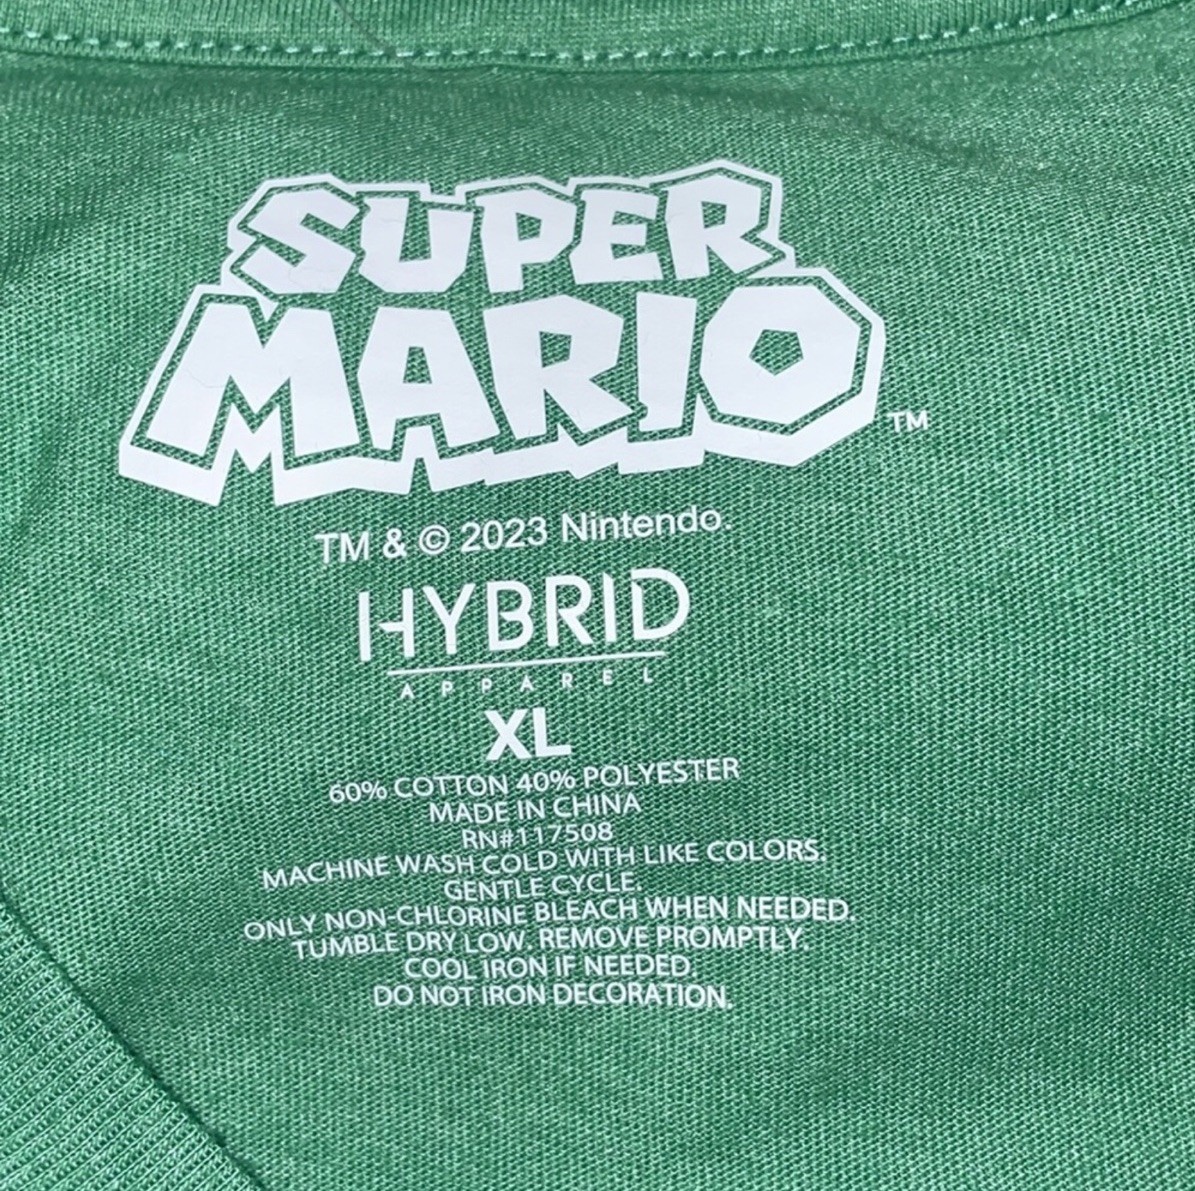 SUPER
MARIO™
TM & © 2023 Nintendo.
HYBRID
APPAREL
XL
60% COTTON 40% POLYESTER
MADE IN CHINA
RN#117508
MACHINE WASH COLD WITH LIKE COLORS.
GENTLE CYCLE.
ONLY NON-CHLORINE BLEACH WHEN NEEDED.
TUMBLE DRY LOW. REMOVE PROMPTLY.
COOL IRON IF NEEDED.
DO NOT IRON DECORATION.